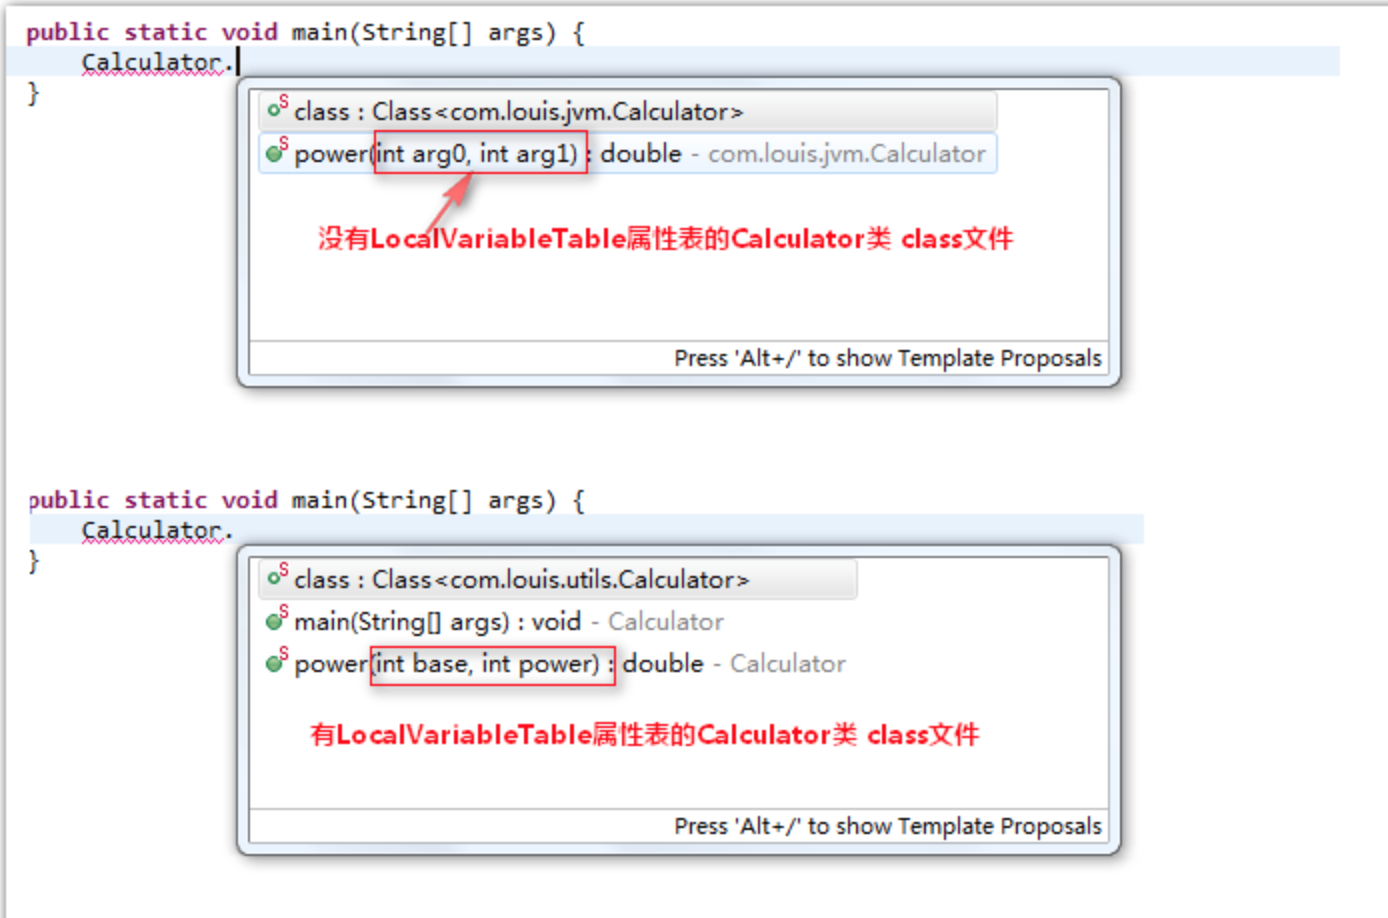 public static void main(String[] args) {
Calculator.
}
class : Class<com.louis.jvm.Calculator>
power(int arg0, int arg1) : double - com.louis.jvm.Calculator
没有LocalVariableTable属性表的Calculator类 class文件
Press 'Alt+/' to show Template Proposals
public static void main(String[] args) {
Calculator.
}
class : Class<com.louis.utils.Calculator>
main(String[] args) : void - Calculator
power(int base, int power) : double - Calculator
有LocalVariableTable属性表的Calculator类 class文件
Press 'Alt+/' to show Template Proposals